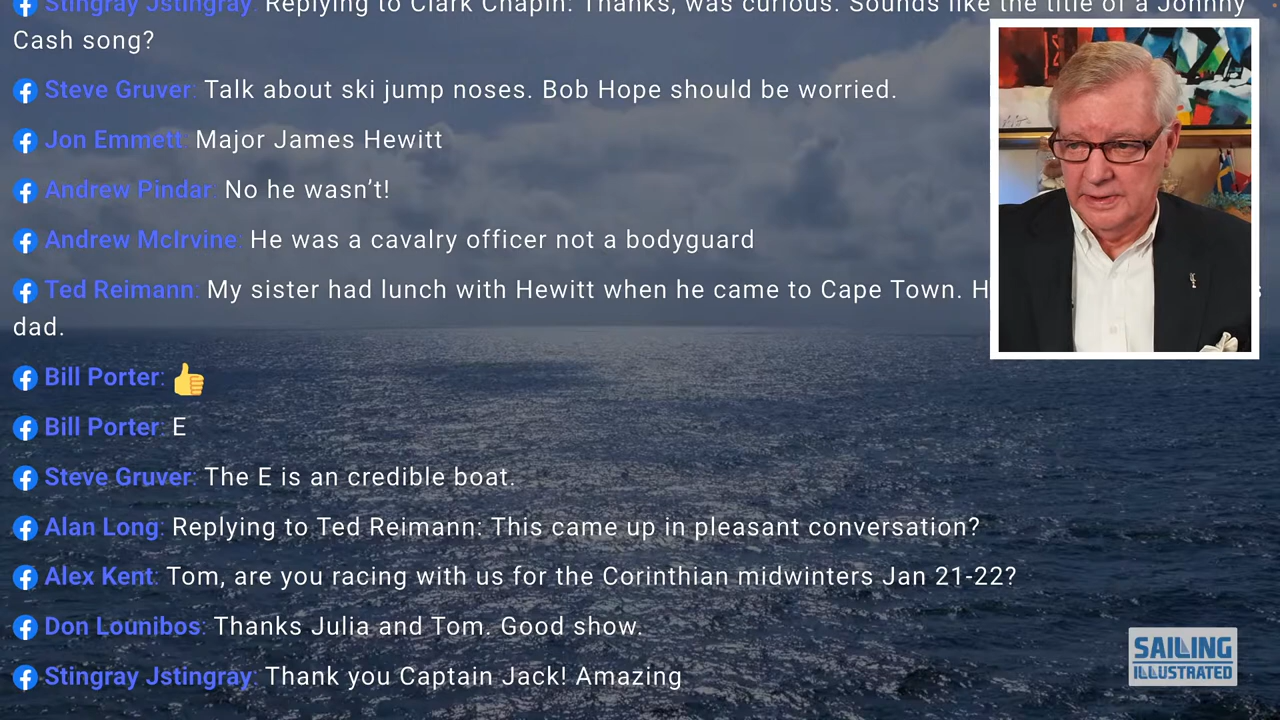 Stingray Jstingray: Replying to Clark Chapin: Thanks, was curious. Sounds like the title of a Johnny
Cash song?
Steve Gruver: Talk about ski jump noses. Bob Hope should be worried.
Jon Emmett: Major James Hewitt
Andrew Pindar: No he wasn’t!
Andrew McIrvine: He was a cavalry officer not a bodyguard
Ted Reimann: My sister had lunch with Hewitt when he came to Cape Town.
dad.
Bill Porter: 👍
Bill Porter: E
Steve Gruver: The E is an credible boat.
Alan Long: Replying to Ted Reimann: This came up in pleasant conversation?
Alex Kent: Tom, are you racing with us for the Corinthian midwinters Jan 21-22?
Don Lounibos: Thanks Julia and Tom. Good show.
Stingray Jstingray: Thank you Captain Jack! Amazing
SAILING
ILLUSTRATED